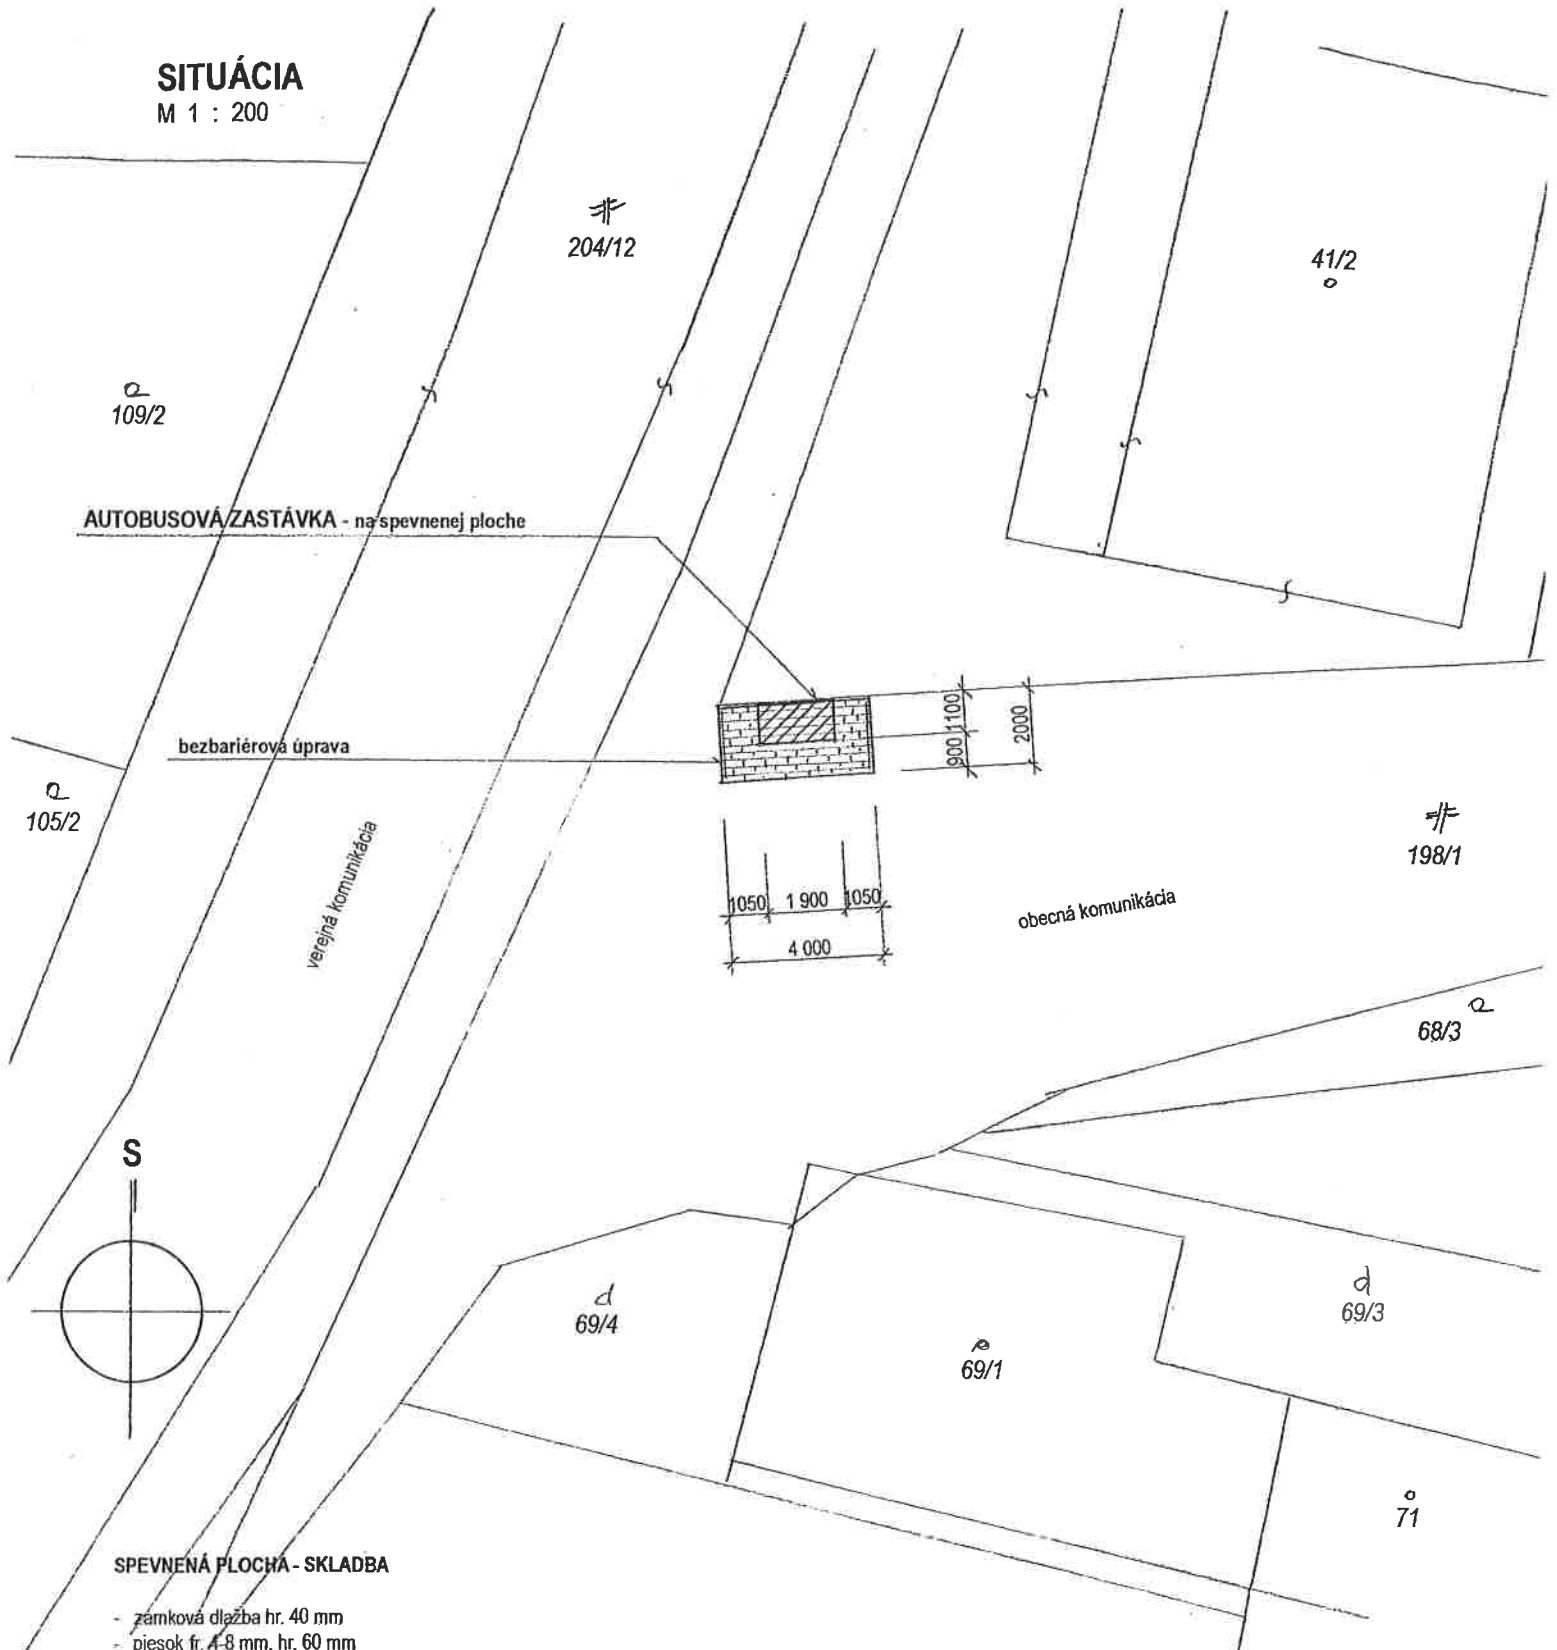 SITUÁCIA
M 1 : 200
204/12
41/2
109/2
AUTOBUSOVÁ ZASTÁVKA - na spevnenej ploche
bezbariérová úprava
1100
900
2000
105/2
verejná komunikácia
198/1
1050 1 900 1050
4 000
obecná komunikácia
68/3
S
69/4
69/3
69/1
71
SPEVNENÁ PLOCHA - SKLADBA
- zámková dlažba hr. 40 mm
- piesok fr. 4-8 mm, hr. 60 mm